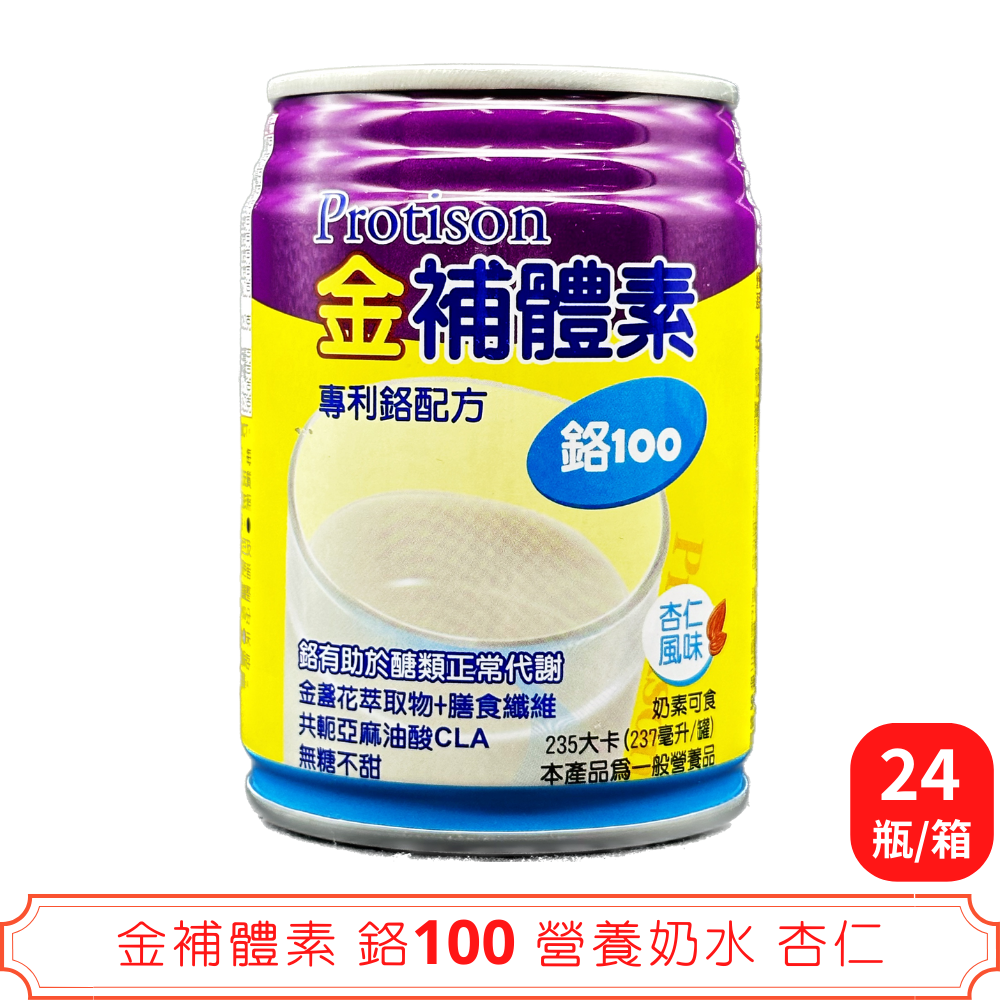 Protison
金補體素
專利鉻配方
鉻100
杏仁
風味
鉻有助於醣類正常代謝
金盞花萃取物+膳食纖維
共軛亞麻油酸CLA
無糖不甜
奶素可食
235大卡(237毫升/罐)
本產品為一般營養品
24
瓶/箱
金補體素 鉻100 營養奶水 杏仁